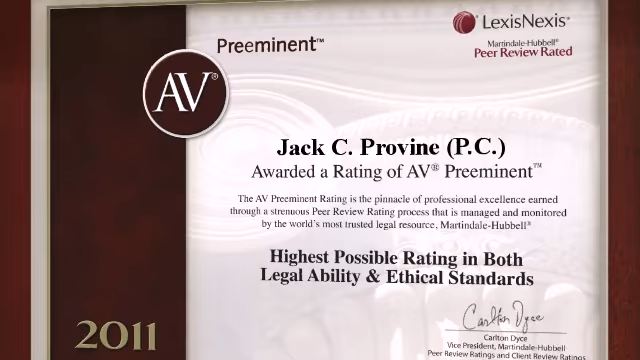 Preeminent™
LexisNexis®
Martindale-Hubbell®
Peer Review Rated
AV®
Jack C. Provine (P.C.)
Awarded a Rating of AV® Preeminent™
The AV Preeminent Rating is the pinnacle of professional excellence earned
through a strenuous Peer Review Rating process that is managed and monitored
by the world's most trusted legal resource, Martindale-Hubbell®
Highest Possible Rating in Both
Legal Ability & Ethical Standards
Carlton Dyce
Carlton Dyce
Vice President, Martindale-Hubbell
Peer Review Ratings and Client Review Ratings
2011